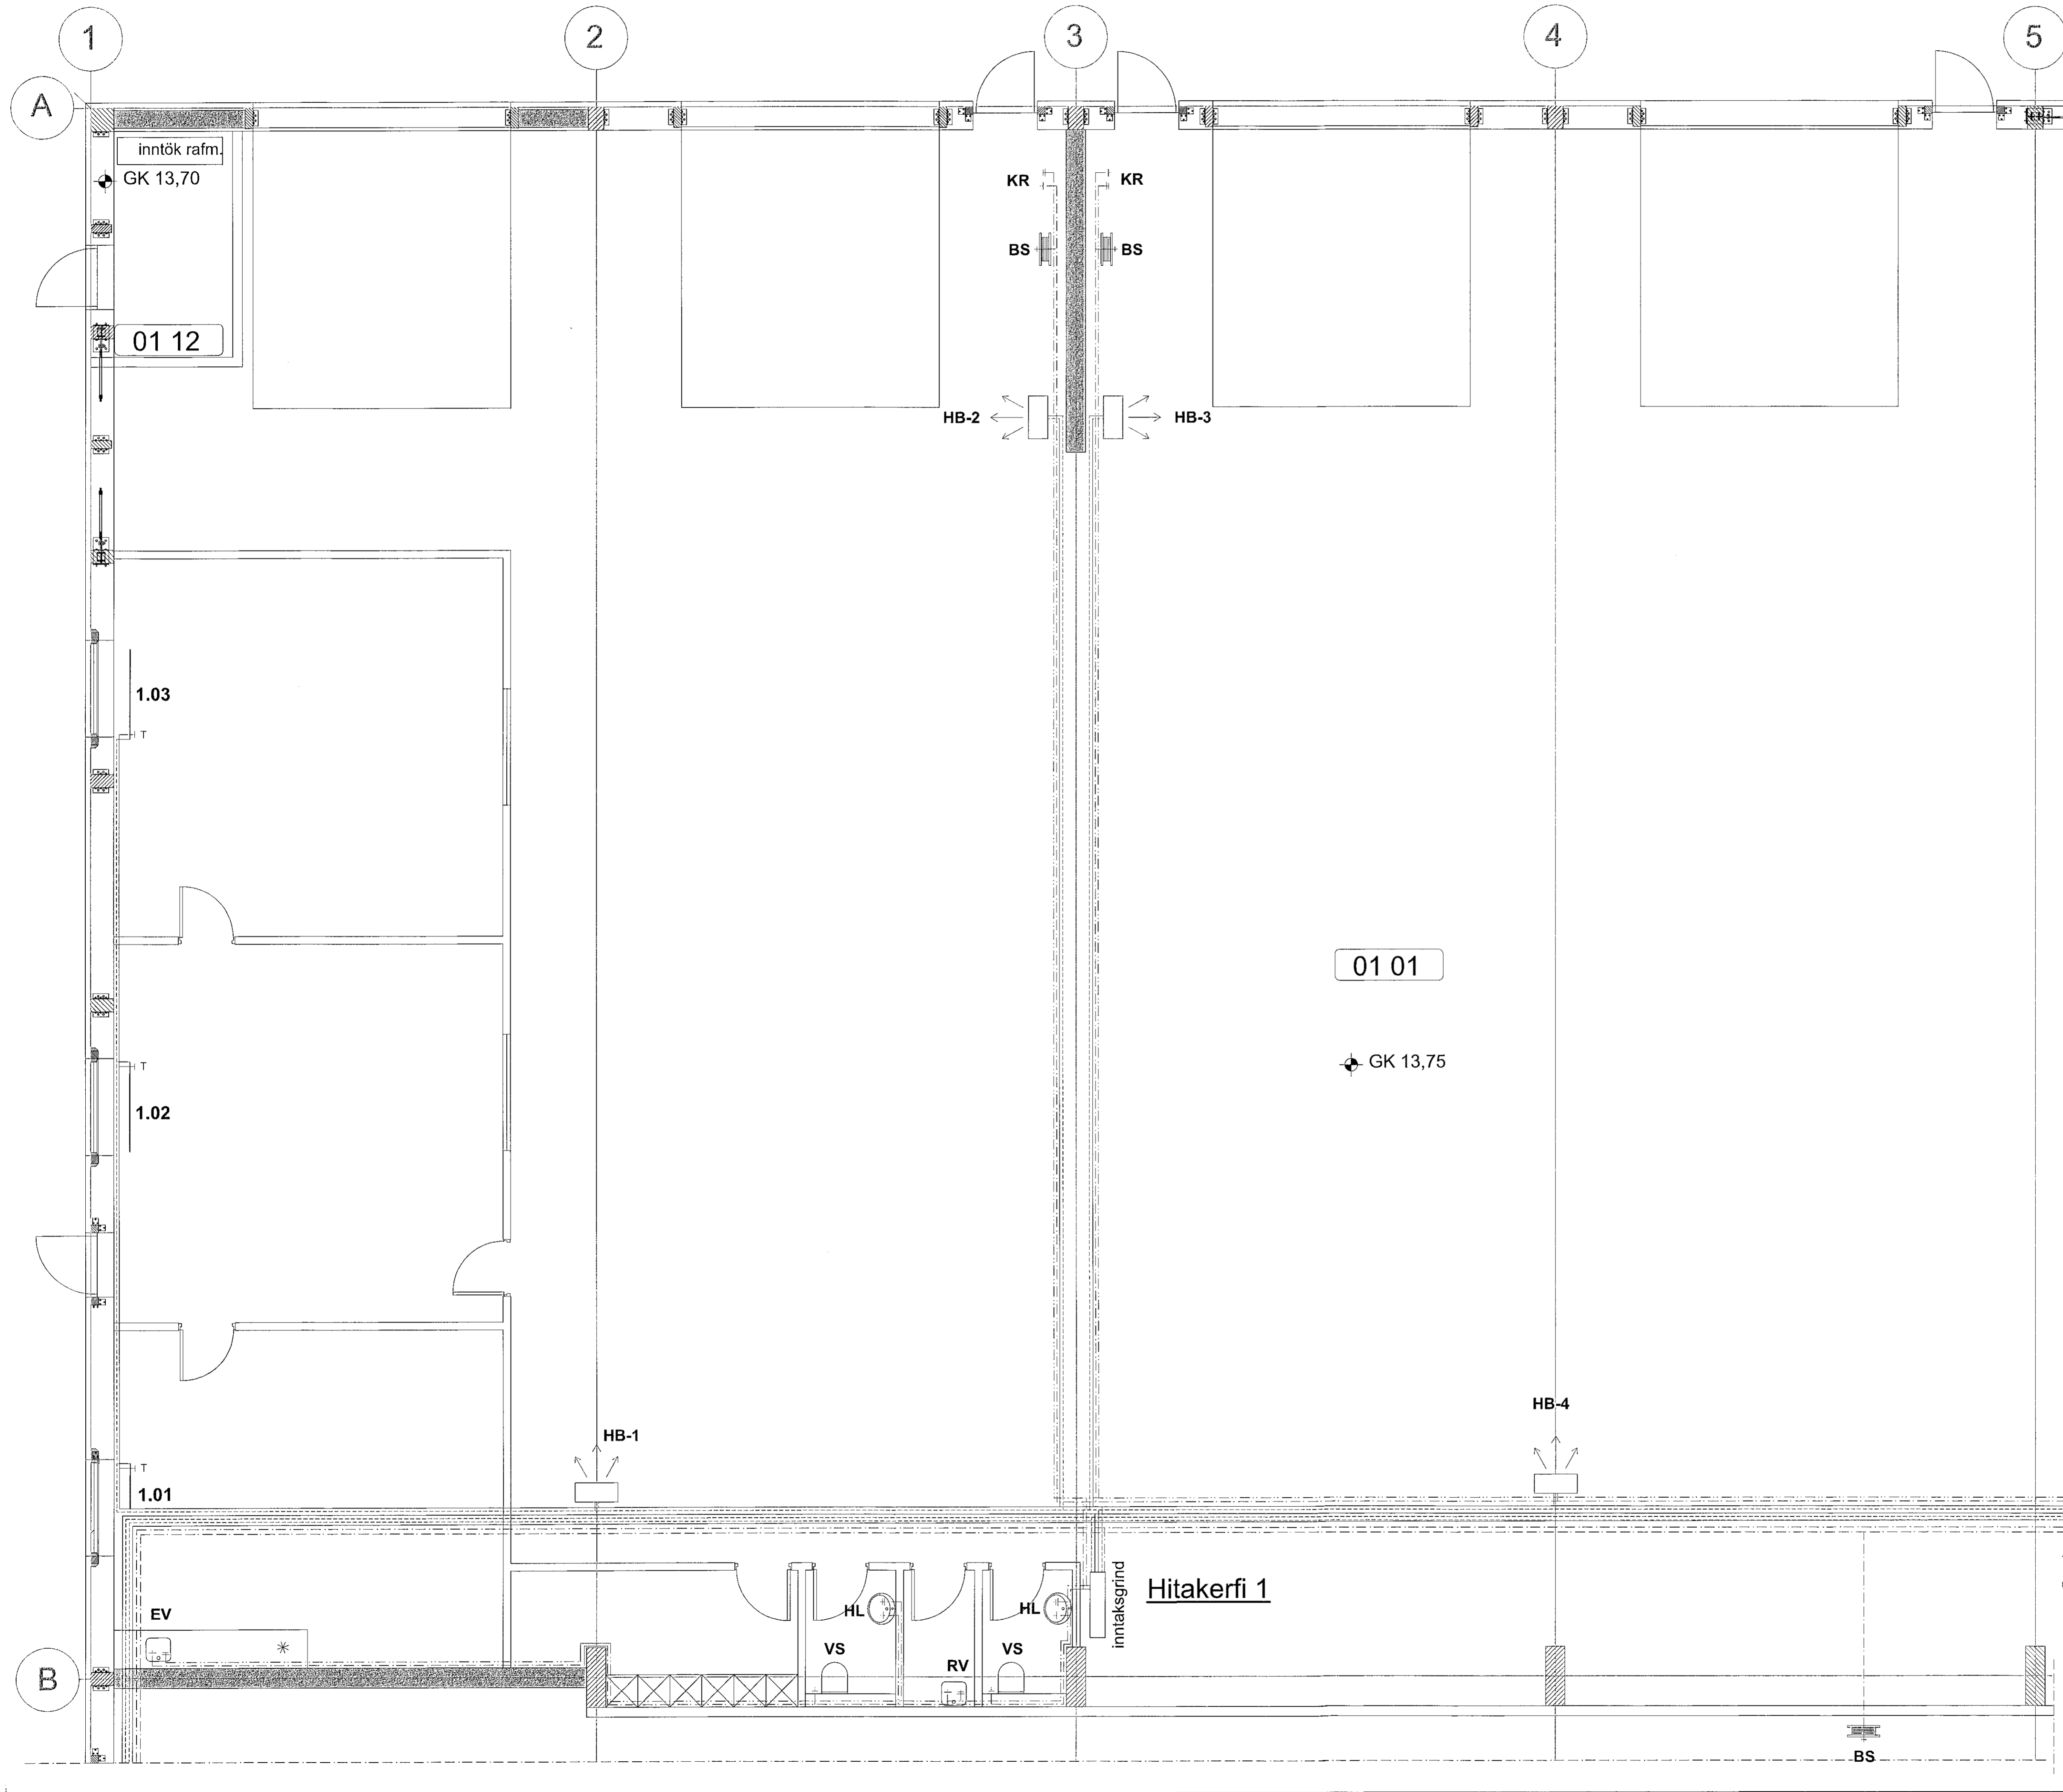 1
2
3
4
5
A
inntök rafm.
GK 13,70
KR
KR
BS
BS
01 12
HB-2
HB-3
1.03
T
01 01
GK 13,75
T
1.02
HB-4
HB-1
T
1.01
inntaksgrind
Hitakerfi 1
EV
HL
HL
VS
VS
RV
B
BS